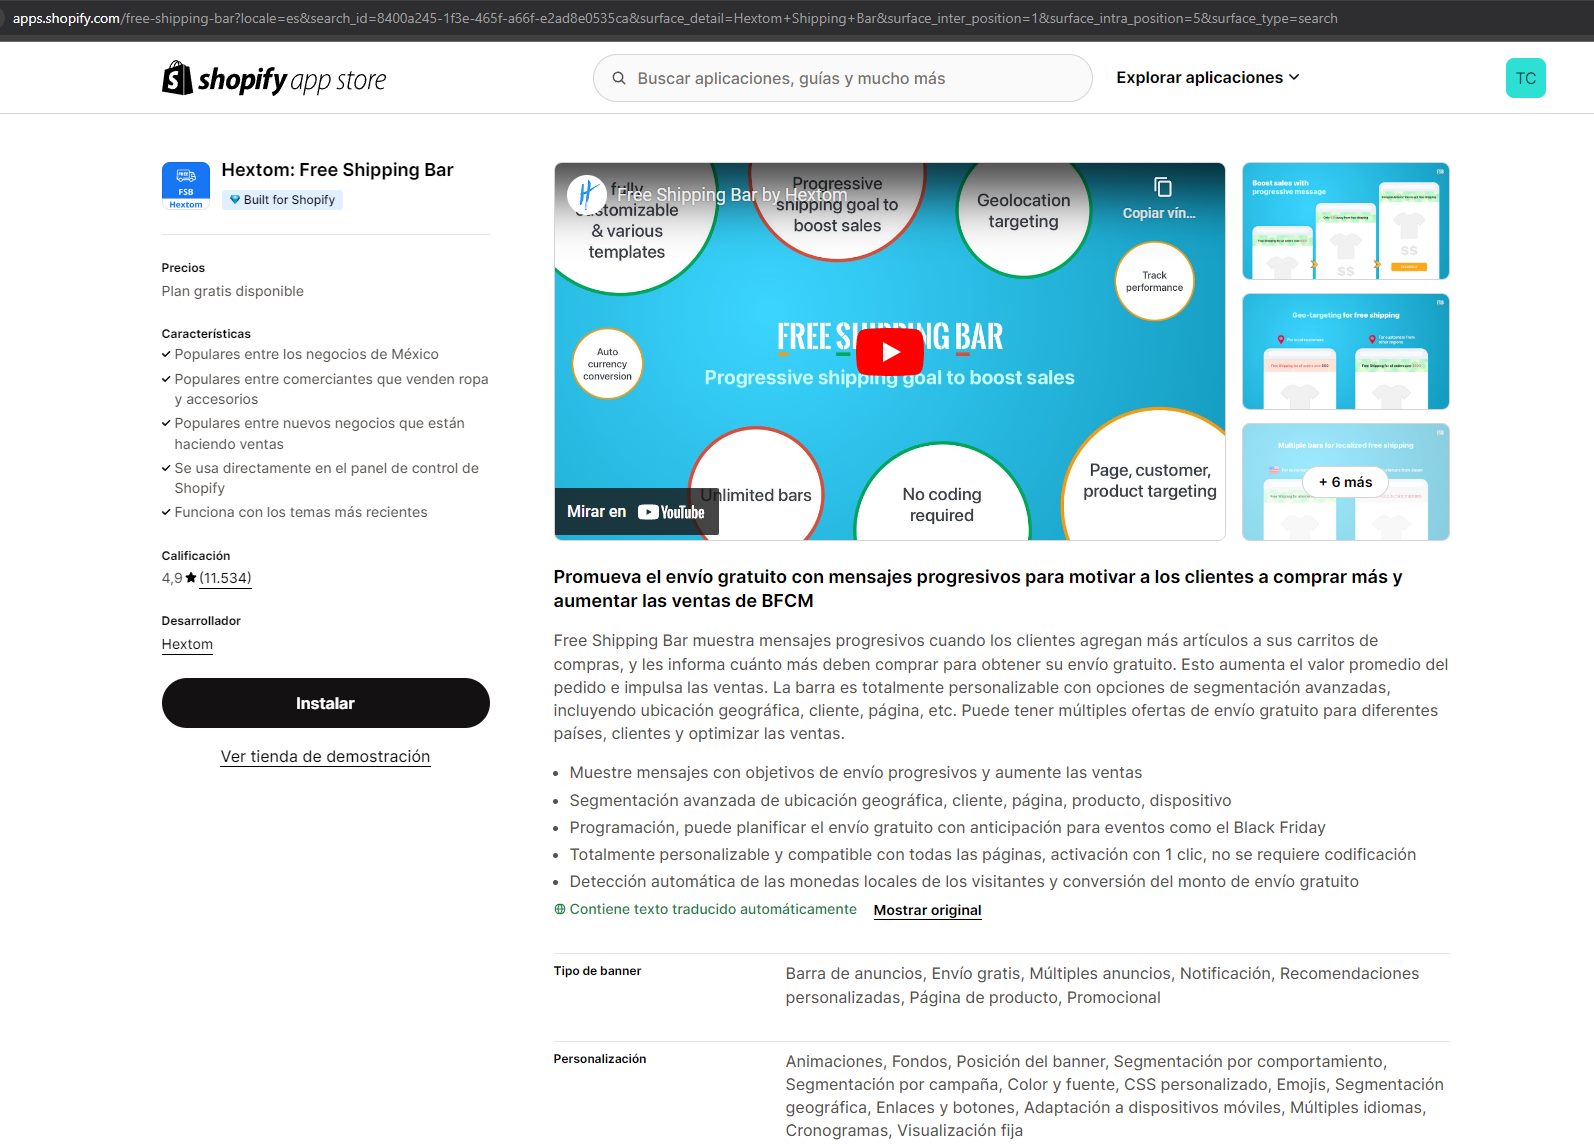 apps.shopify.com/free-shipping-bar?locale=es&search_id=8400a245-1f3e-465f-a66f-e2ad8e0535ca&surface_detail=Hextom+Shipping+Bar&surface_inter_position=1&surface_intra_position=5&surface_type=search
shopify app store
Buscar aplicaciones, guías y mucho más
Explorar aplicaciones
TC
FREE
FSB
Hextom
Hextom: Free Shipping Bar
Built for Shopify
Precios
Plan gratis disponible
Características
Populares entre los negocios de México
Populares entre comerciantes que venden ropa
y accesorios
Populares entre nuevos negocios que están
haciendo ventas
Se usa directamente en el panel de control de
Shopify
Funciona con los temas más recientes
Calificación
4,9 (11.534)
Desarrollador
Hextom
Instalar
Ver tienda de demostración
Free Shipping Bar by Hextom
Copiar vín...
fully
customizable
& various
templates
Progressive
shipping goal to
boost sales
Geolocation
targeting
Track
performance
Auto
currency
conversion
FREE SHIPPING BAR
Progressive shipping goal to boost sales
Unlimited bars
No coding
required
Page, customer,
product targeting
Mirar en YouTube
Boost sales with
progressive message
$$
$$
Geo-targeting for free shipping
Multiple bars for localized free shipping
+ 6 más
Promueva el envío gratuito con mensajes progresivos para motivar a los clientes a comprar más y
aumentar las ventas de BFCM
Free Shipping Bar muestra mensajes progresivos cuando los clientes agregan más artículos a sus carritos de
compras, y les informa cuánto más deben comprar para obtener su envío gratuito. Esto aumenta el valor promedio del
pedido e impulsa las ventas. La barra es totalmente personalizable con opciones de segmentación avanzadas,
incluyendo ubicación geográfica, cliente, página, etc. Puede tener múltiples ofertas de envío gratuito para diferentes
países, clientes y optimizar las ventas.
• Muestre mensajes con objetivos de envío progresivos y aumente las ventas
• Segmentación avanzada de ubicación geográfica, cliente, página, producto, dispositivo
• Programación, puede planificar el envío gratuito con anticipación para eventos como el Black Friday
• Totalmente personalizable y compatible con todas las páginas, activación con 1 clic, no se requiere codificación
• Detección automática de las monedas locales de los visitantes y conversión del monto de envío gratuito
Contiene texto traducido automáticamente Mostrar original
Tipo de banner
Barra de anuncios, Envío gratis, Múltiples anuncios, Notificación, Recomendaciones
personalizadas, Página de producto, Promocional
Personalización
Animaciones, Fondos, Posición del banner, Segmentación por comportamiento,
Segmentación por campaña, Color y fuente, CSS personalizado, Emojis, Segmentación
geográfica, Enlaces y botones, Adaptación a dispositivos móviles, Múltiples idiomas,
Cronogramas, Visualización fija